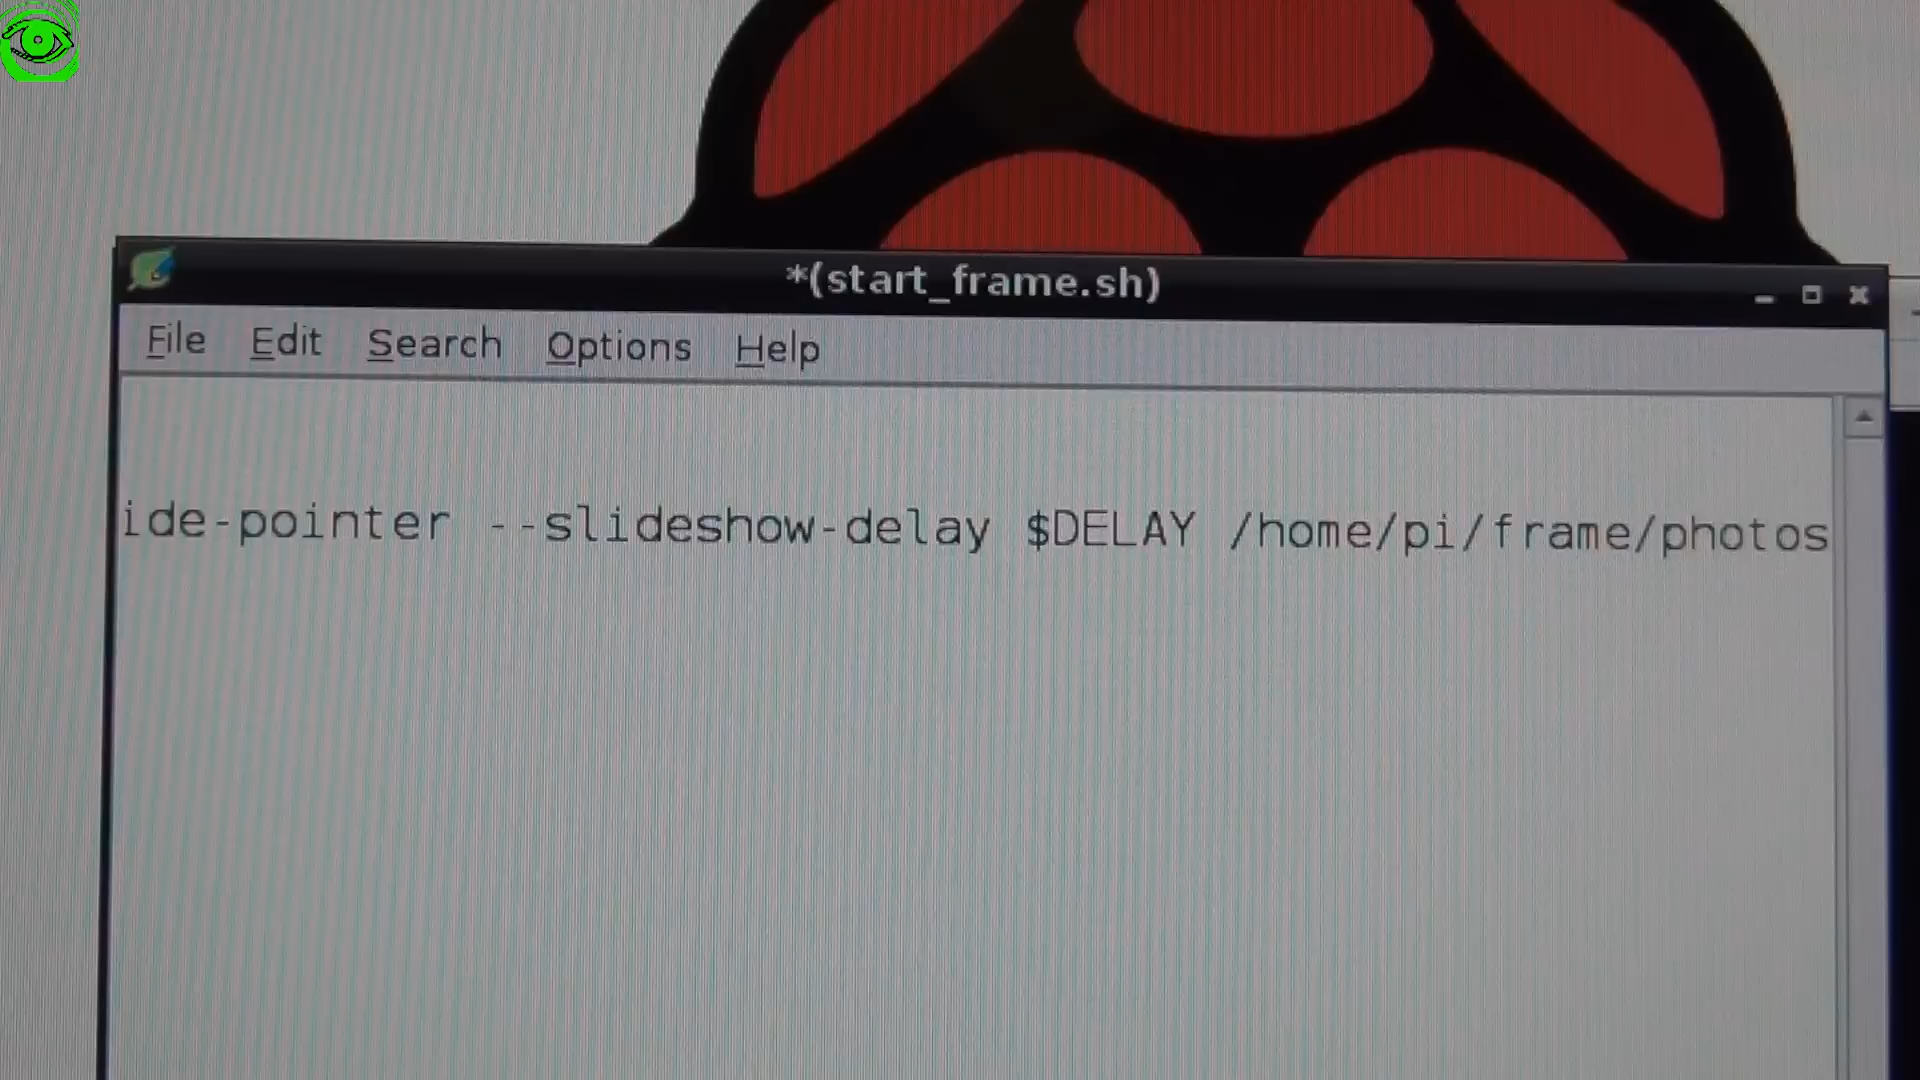 *(start_frame.sh)
File Edit Search Options Help
ide-pointer --slideshow-delay $DELAY /home/pi/frame/photos